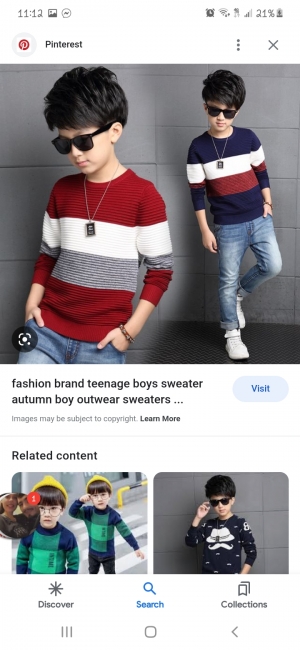 11:12
21%
Pinterest
fashion brand teenage boys sweater
autumn boy outwear sweaters ...
Visit
Images may be subject to copyright. Learn More
Related content
1
Discover
Search
Collections